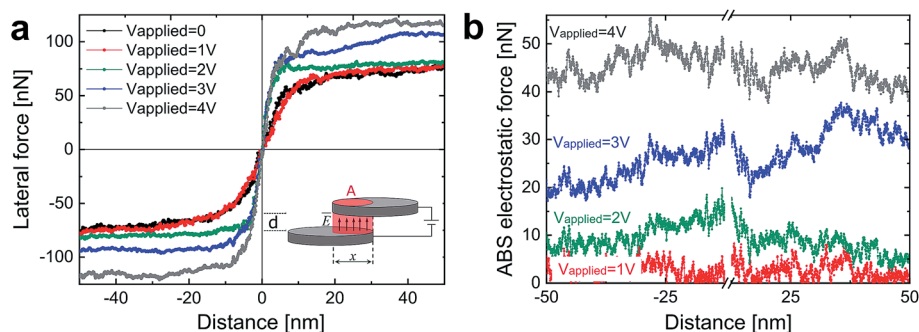 a
Lateral force [nN]
100
50
0
-50
-100
Vapplied=0
Vapplied=1V
Vapplied=2V
Vapplied=3V
Vapplied=4V
A
E
d
x
-40
-20
0
20
40
Distance [nm]
b
ABS electrostatic force [nN]
60
50
40
30
20
10
0
Vapplied=4V
Vapplied=3V
Vapplied=2V
Vapplied=1V
-50
-25
25
50
Distance [nm]